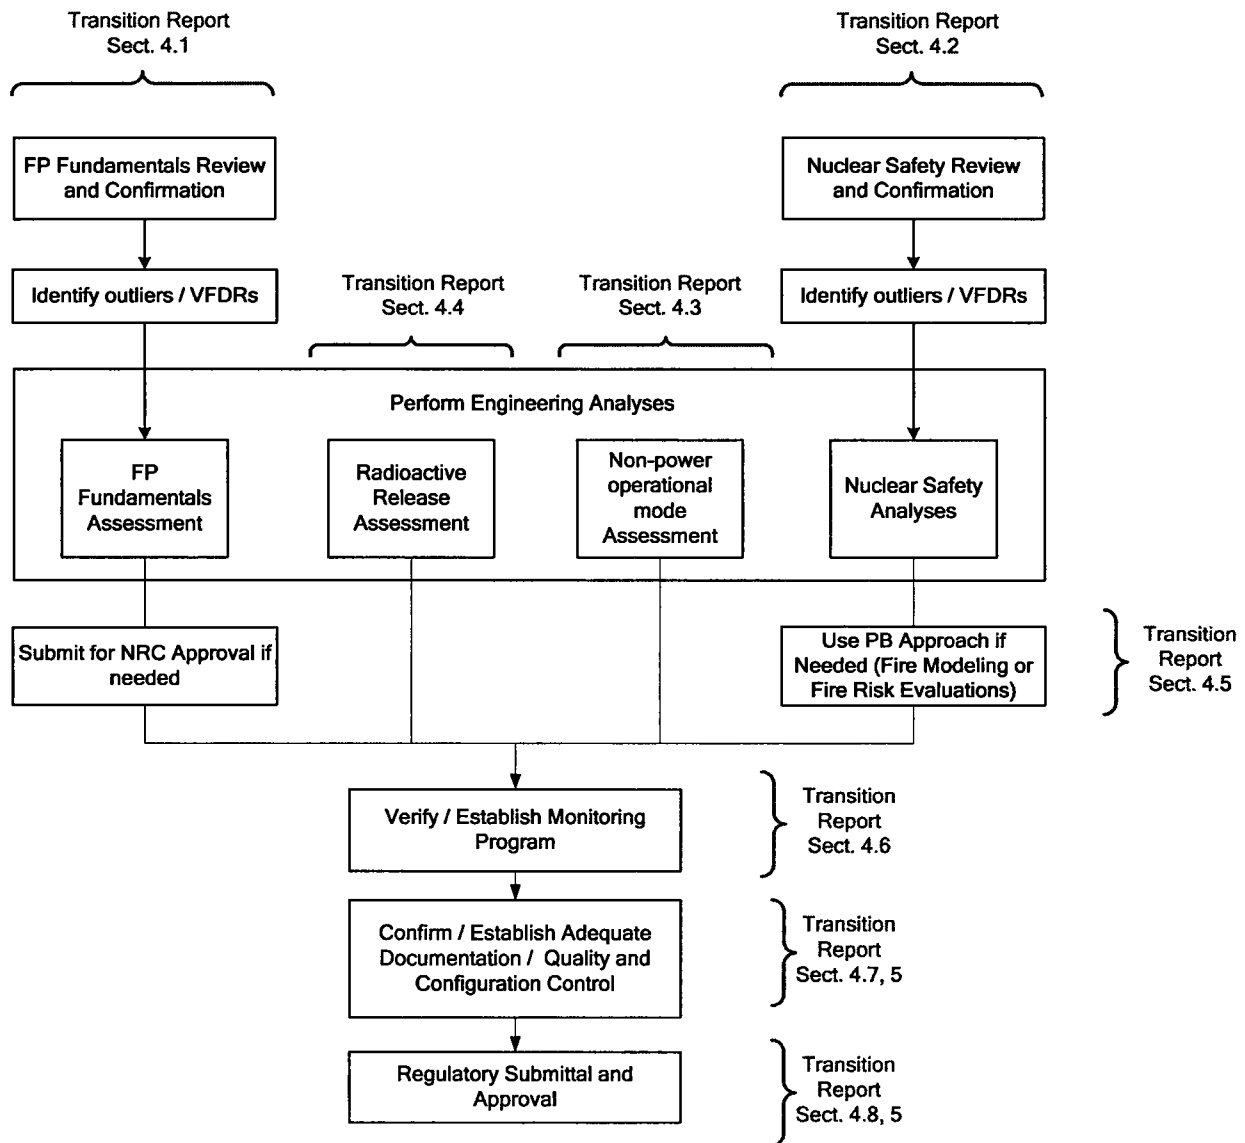 Transition Report
Sect. 4.1
Transition Report
Sect. 4.2
FP Fundamentals Review
and Confirmation
Nuclear Safety Review
and Confirmation
Identify outliers / VFDRs
Transition Report
Sect. 4.4
Transition Report
Sect. 4.3
Identify outliers / VFDRs
Perform Engineering Analyses
FP
Fundamentals
Assessment
Radioactive
Release
Assessment
Non-power
operational
mode
Assessment
Nuclear Safety
Analyses
Submit for NRC Approval if
needed
Use PB Approach if
Needed (Fire Modeling or
Fire Risk Evaluations)
Transition
Report
Sect. 4.5
Verify / Establish Monitoring
Program
Transition
Report
Sect. 4.6
Confirm / Establish Adequate
Documentation / Quality and
Configuration Control
Transition
Report
Sect. 4.7, 5
Regulatory Submittal and
Approval
Transition
Report
Sect. 4.8, 5